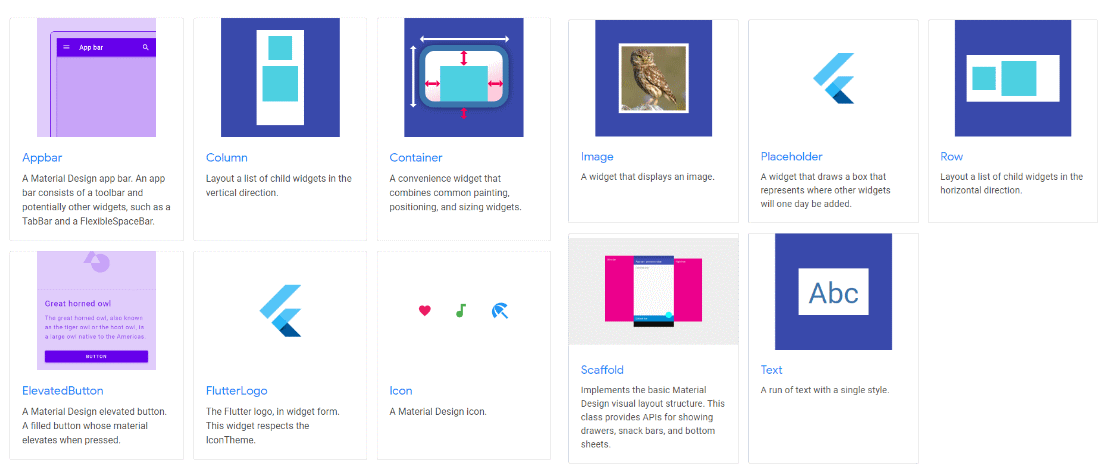 App bar
Appbar
A Material Design app bar. An app
bar consists of a toolbar and
potentially other widgets, such as a
TabBar and a FlexibleSpaceBar.
Column
Layout a list of child widgets in the
vertical direction.
Container
A convenience widget that
combines common painting,
positioning, and sizing widgets.
Image
A widget that displays an image.
Placeholder
A widget that draws a box that
represents where other widgets
will one day be added.
Row
Layout a list of child widgets in the
horizontal direction.
Great horned owl
The great horned owl, also known
as the tiger owl or the hoot owl, is
a large owl native to the Americas
BUTTON
ElevatedButton
A Material Design elevated button.
A filled button whose material
elevates when pressed.
FlutterLogo
The Flutter logo, in widget form.
This widget respects the
IconTheme.
Icon
A Material Design icon.
Scaffold
Implements the basic Material
Design visual layout structure. This
class provides APIs for showing
drawers, snack bars, and bottom
sheets.
Abc
Text
A run of text with a single style.